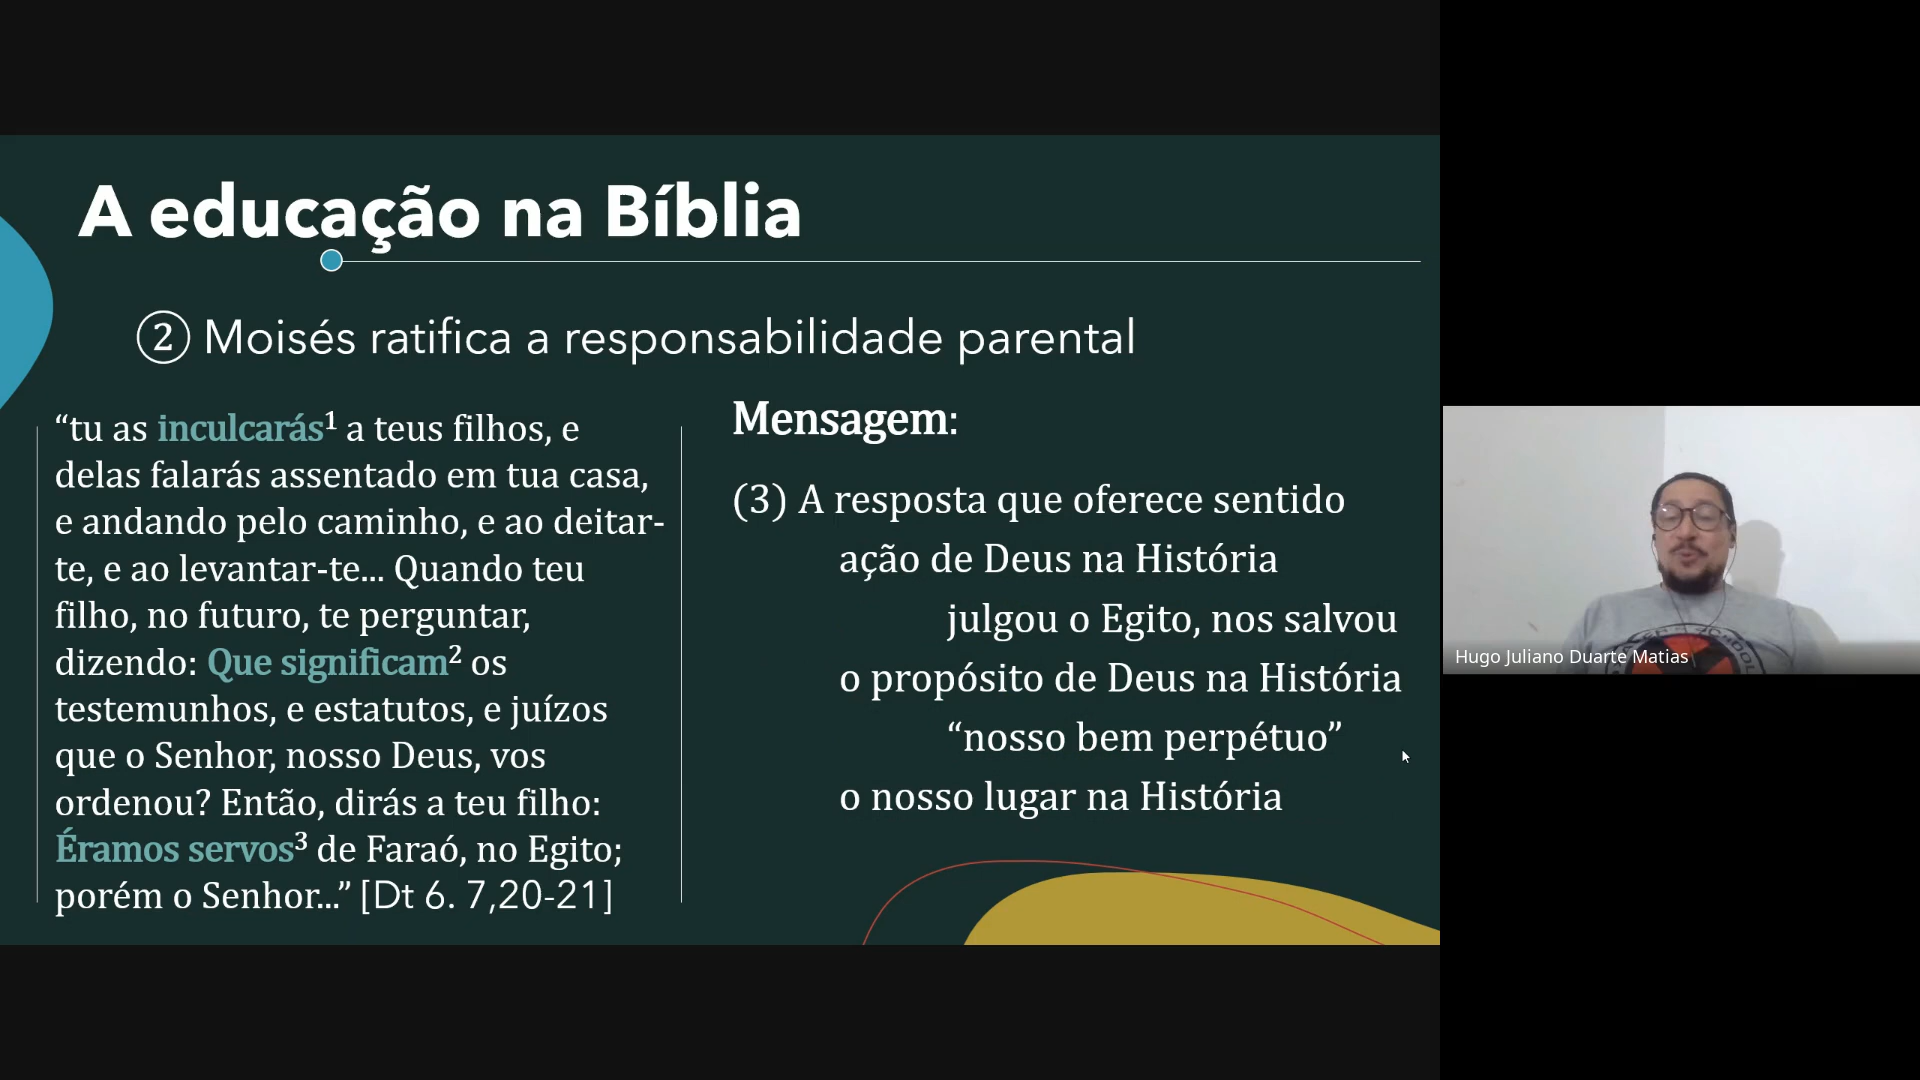 A educação na Bíblia
② Moisés ratifica a responsabilidade parental
“tu as inculcarás¹ a teus filhos, e
delas falarás assentado em tua casa,
e andando pelo caminho, e ao deitar-
te, e ao levantar-te... Quando teu
filho, no futuro, te perguntar,
dizendo: Que significam² os
testemunhos, e estatutos, e juízos
que o Senhor, nosso Deus, vos
ordenou? Então, dirás a teu filho:
Éramos servos³ de Faraó, no Egito;
porém o Senhor...” [Dt 6. 7,20-21]
Mensagem:
(3) A resposta que oferece sentido
ação de Deus na História
julgou o Egito, nos salvou
o propósito de Deus na História
“nosso bem perpétuo”
o nosso lugar na História
Hugo Juliano Duarte Matias